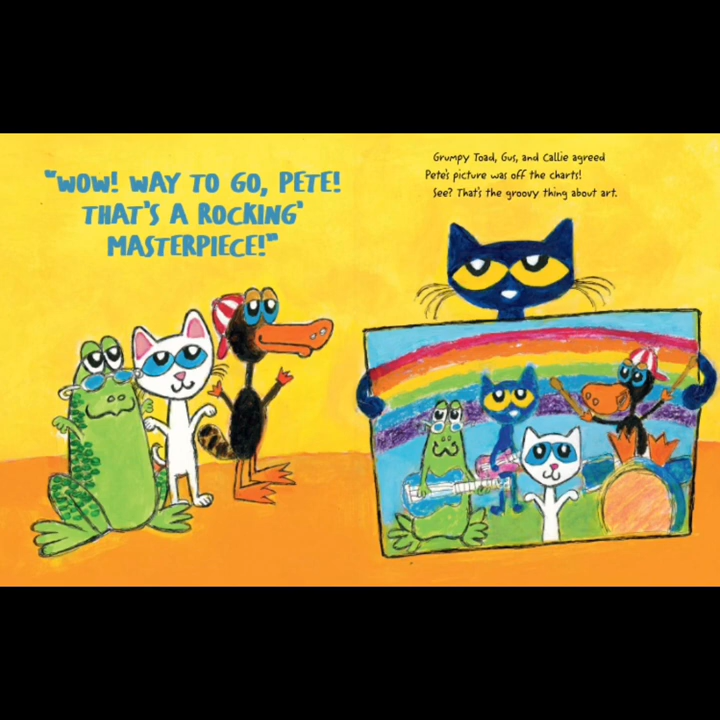 "WOW! WAY TO GO, PETE!
THAT'S A ROCKING'
MASTERPIECE!"
Grumpy Toad, Gus, and Callie agreed
Pete's picture was off the charts!
See? That's the groovy thing about art.